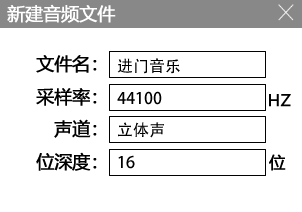 新建音频文件
文件名： 进门音乐
采样率： 44100 HZ
声道： 立体声
位深度： 16 位